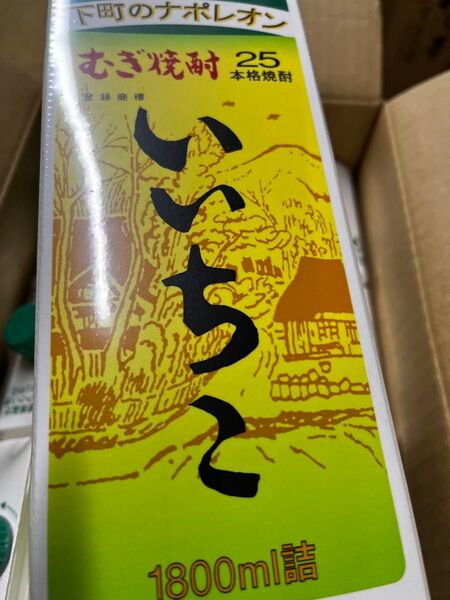 下町のナポレオン
むぎ焼酎 25
本格焼酎
登録商標
いいちこ
1800ml詰